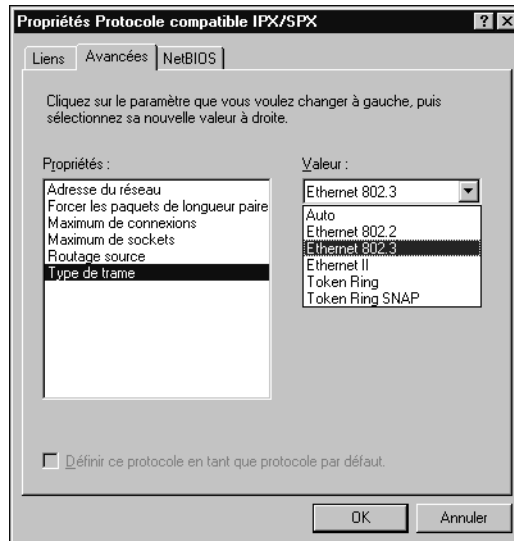 Propriétés Protocole compatible IPX/SPX
Liens
Avancées
NetBIOS
Cliquez sur le paramètre que vous voulez changer à gauche, puis
sélectionnez sa nouvelle valeur à droite.
Propriétés :
Adresse du réseau
Forcer les paquets de longueur paire
Maximum de connexions
Maximum de sockets
Routage source
Type de trame
Valeur :
Ethernet 802.3
Auto
Ethernet 802.2
Ethernet 802.3
Ethernet II
Token Ring
Token Ring SNAP
Définir ce protocole en tant que protocole par défaut.
OK
Annuler